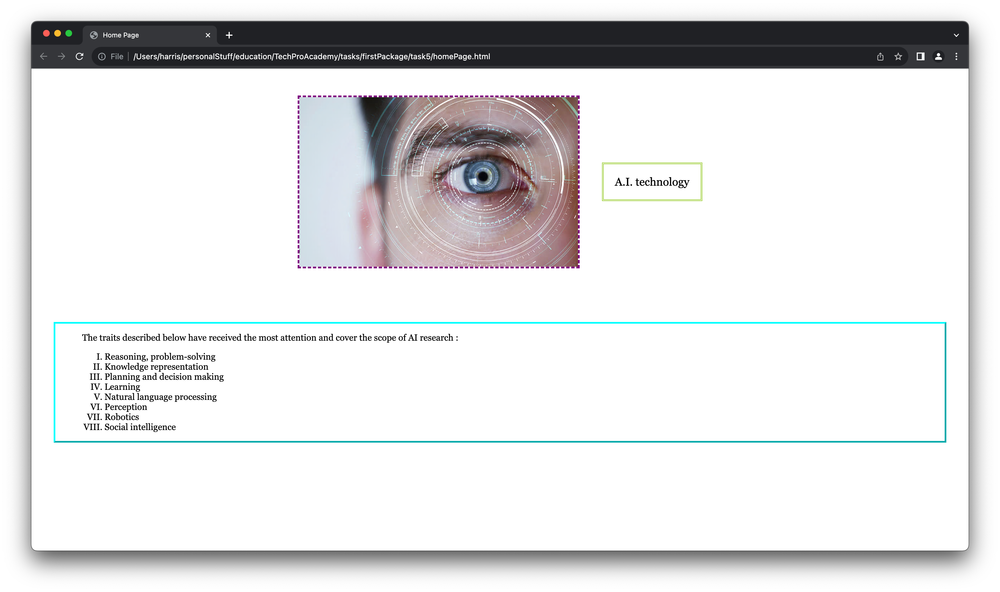 Home Page
File
/Users/harris/personalStuff/education/TechProAcademy/tasks/firstPackage/task5/homePage.html
A.I. technology
The traits described below have received the most attention and cover the scope of AI research :
I. Reasoning, problem-solving
II. Knowledge representation
III. Planning and decision making
IV. Learning
V. Natural language processing
VI. Perception
VII. Robotics
VIII. Social intelligence